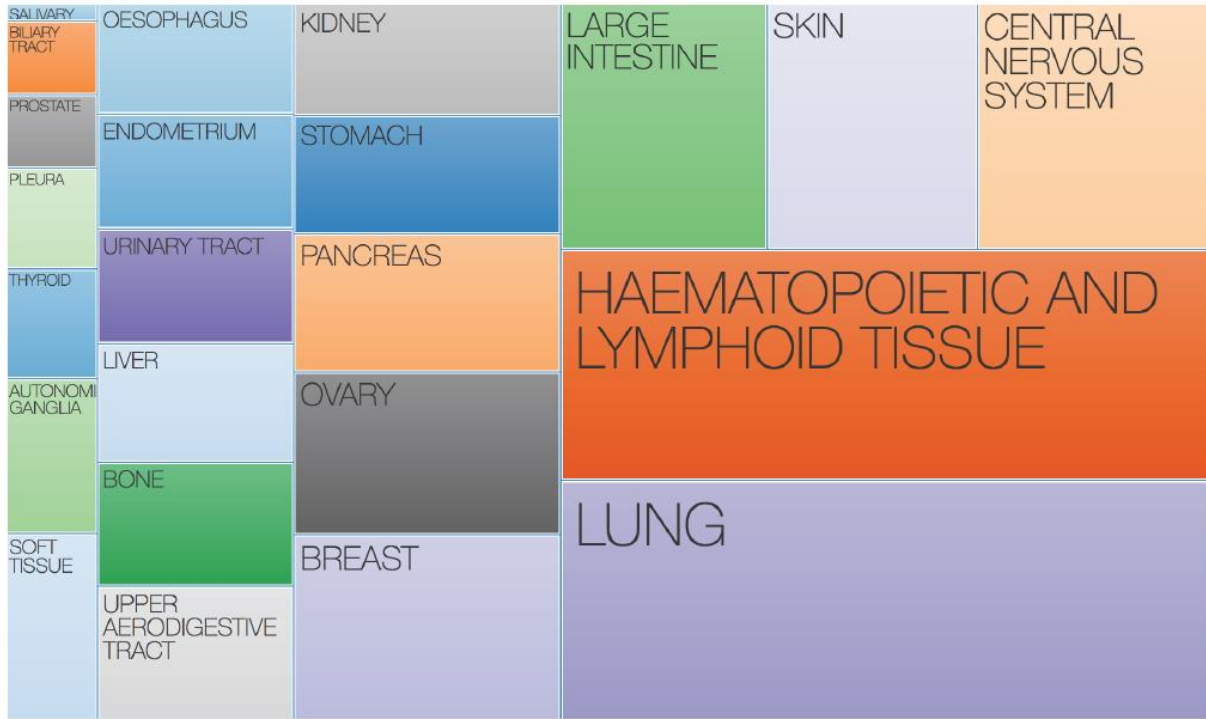 SALIVARY
BILIARY
TRACT
PROSTATE
PLEURA
THYROID
AUTONOMI
GANGLIA
SOFT
TISSUE
OESOPHAGUS
ENDOMETRIUM
URINARY TRACT
LIVER
BONE
UPPER
AERODIGESTIVE
TRACT
KIDNEY
STOMACH
PANCREAS
OVARY
BREAST
LARGE
INTESTINE
SKIN
CENTRAL
NERVOUS
SYSTEM
HAEMATOPOIETIC AND
LYMPHOID TISSUE
LUNG